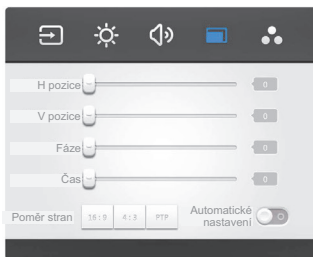 H pozice 0
V pozice 0
Fáze 0
Čas 0
Poměr stran 16:9 4:3 PTP Automatické
nastavení